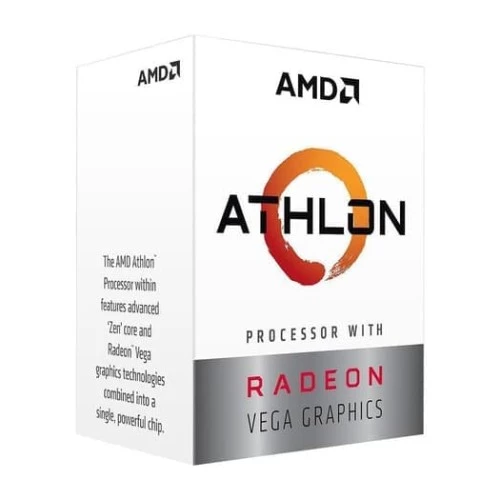 AMD
The AMD Athlon™
Processor within
features advanced
'Zen' core and
Radeon™ Vega
graphics technologies
combined into a
single, powerful chip.
AMD
ATHLON
PROCESSOR WITH
RADEON
VEGA GRAPHICS